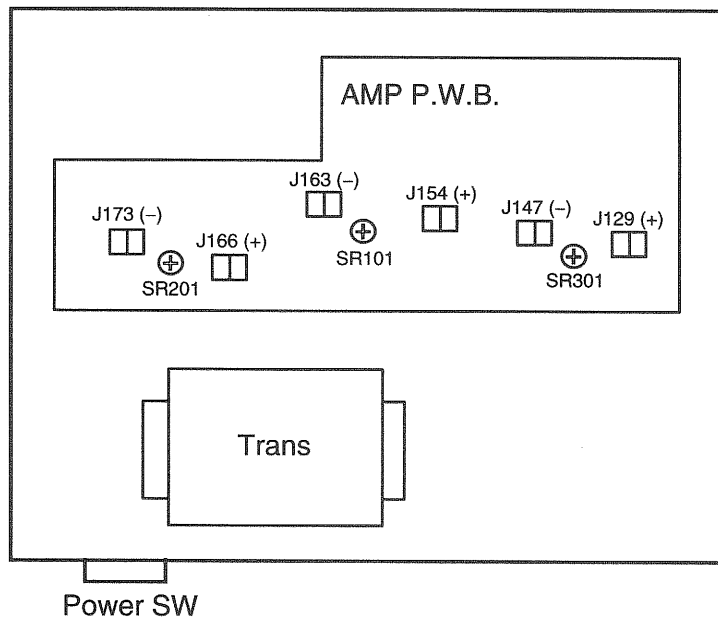 AMP P.W.B.
J163 (–)
J154 (+)
J173 (–)
J147 (–)
J129 (+)
J166 (+)
SR101
SR201
SR301
Trans
Power SW